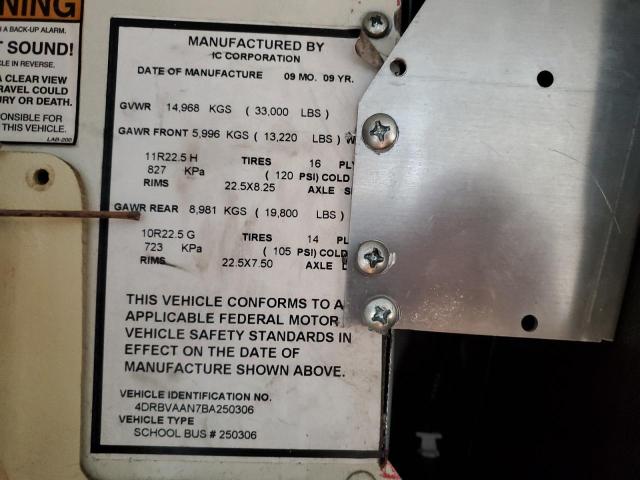 NING
A BACK-UP ALARM.
T SOUND!
CLE IN REVERSE.
A CLEAR VIEW
RAVEL COULD
URY OR DEATH.
ONSIBLE FOR
THIS VEHICLE.
LAB-200
MANUFACTURED BY
IC CORPORATION
DATE OF MANUFACTURE 09 MO. 09 YR.
GVWR 14,968 KGS ( 33,000 LBS )
GAWR FRONT 5,996 KGS ( 13,220 LBS ) W
11R22.5 H TIRES 16 PL
827 KPa ( 120 PSI) COLD
RIMS 22.5X8.25 AXLE S
GAWR REAR 8,981 KGS ( 19,800 LBS )
10R22.5 G TIRES 14 PL
723 KPa ( 105 PSI) COLD
RIMS 22.5X7.50 AXLE
THIS VEHICLE CONFORMS TO A
APPLICABLE FEDERAL MOTOR
VEHICLE SAFETY STANDARDS IN
EFFECT ON THE DATE OF
MANUFACTURE SHOWN ABOVE.
VEHICLE IDENTIFICATION NO.
4DRBVAAN7BA250306
VEHICLE TYPE
SCHOOL BUS # 250306